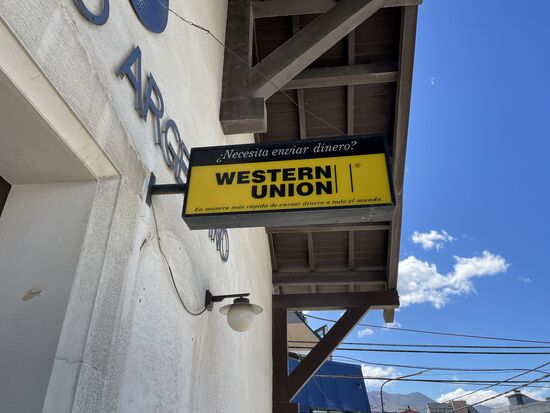 ARGE
¿Necesita enviar dinero?
WESTERN
UNION ®
La manera más rápida de enviar dinero a todo el mundo.